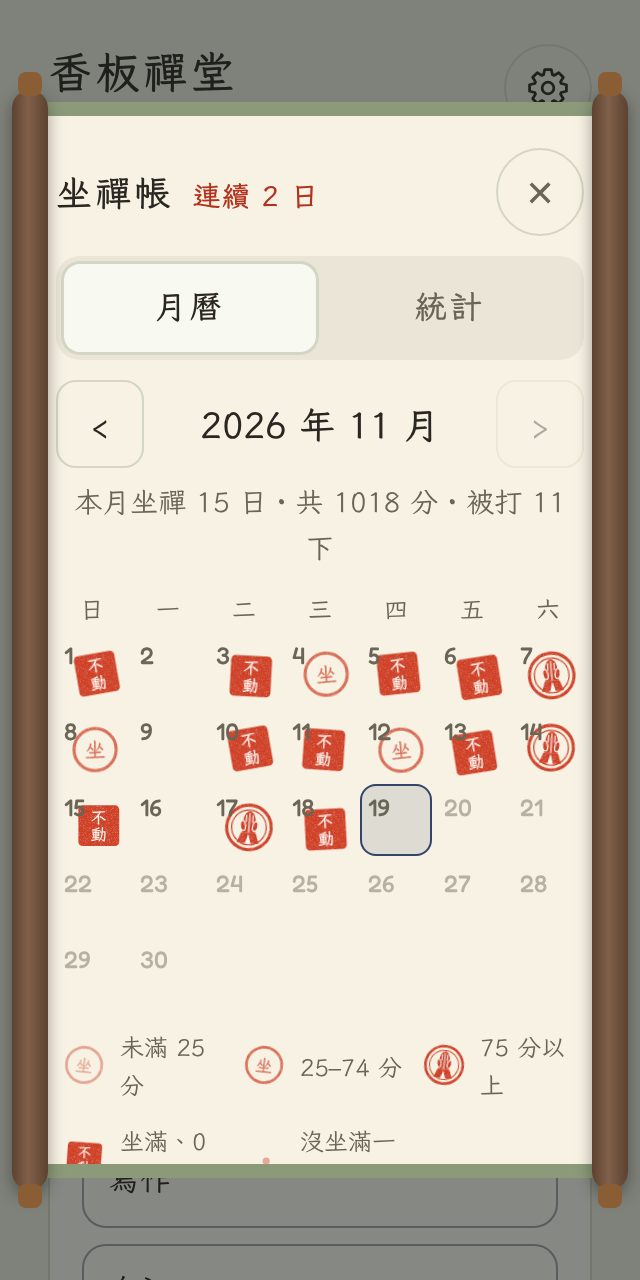 香板禪堂
坐禪帳 連續 2 日 ×
月曆 統計
< 2026 年 11 月 >
本月坐禪 15 日・共 1018 分・被打 11
下
日 一 二 三 四 五 六
1 不動 2 3 不動 4 坐 5 不動 6 不動 7
8 坐 9 10 不動 11 不動 12 坐 13 不動 14
15 不動 16 17 18 不動 19 20 21
22 23 24 25 26 27 28
29 30
坐 未滿 25 分 坐 25–74 分 75 分以上
不 坐滿、0 沒坐滿一
寫作